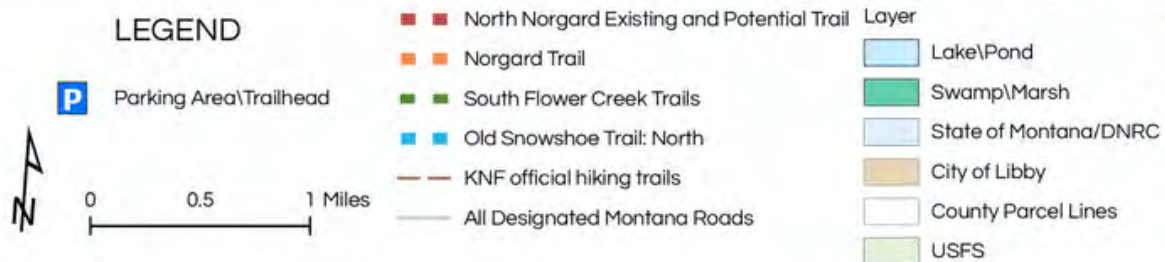 LEGEND
P Parking Area\Trailhead
N
0 0.5 1 Miles
North Norgard Existing and Potential Trail
Norgard Trail
South Flower Creek Trails
Old Snowshoe Trail: North
KNF official hiking trails
All Designated Montana Roads
Layer
Lake\Pond
Swamp\Marsh
State of Montana/DNRC
City of Libby
County Parcel Lines
USFS